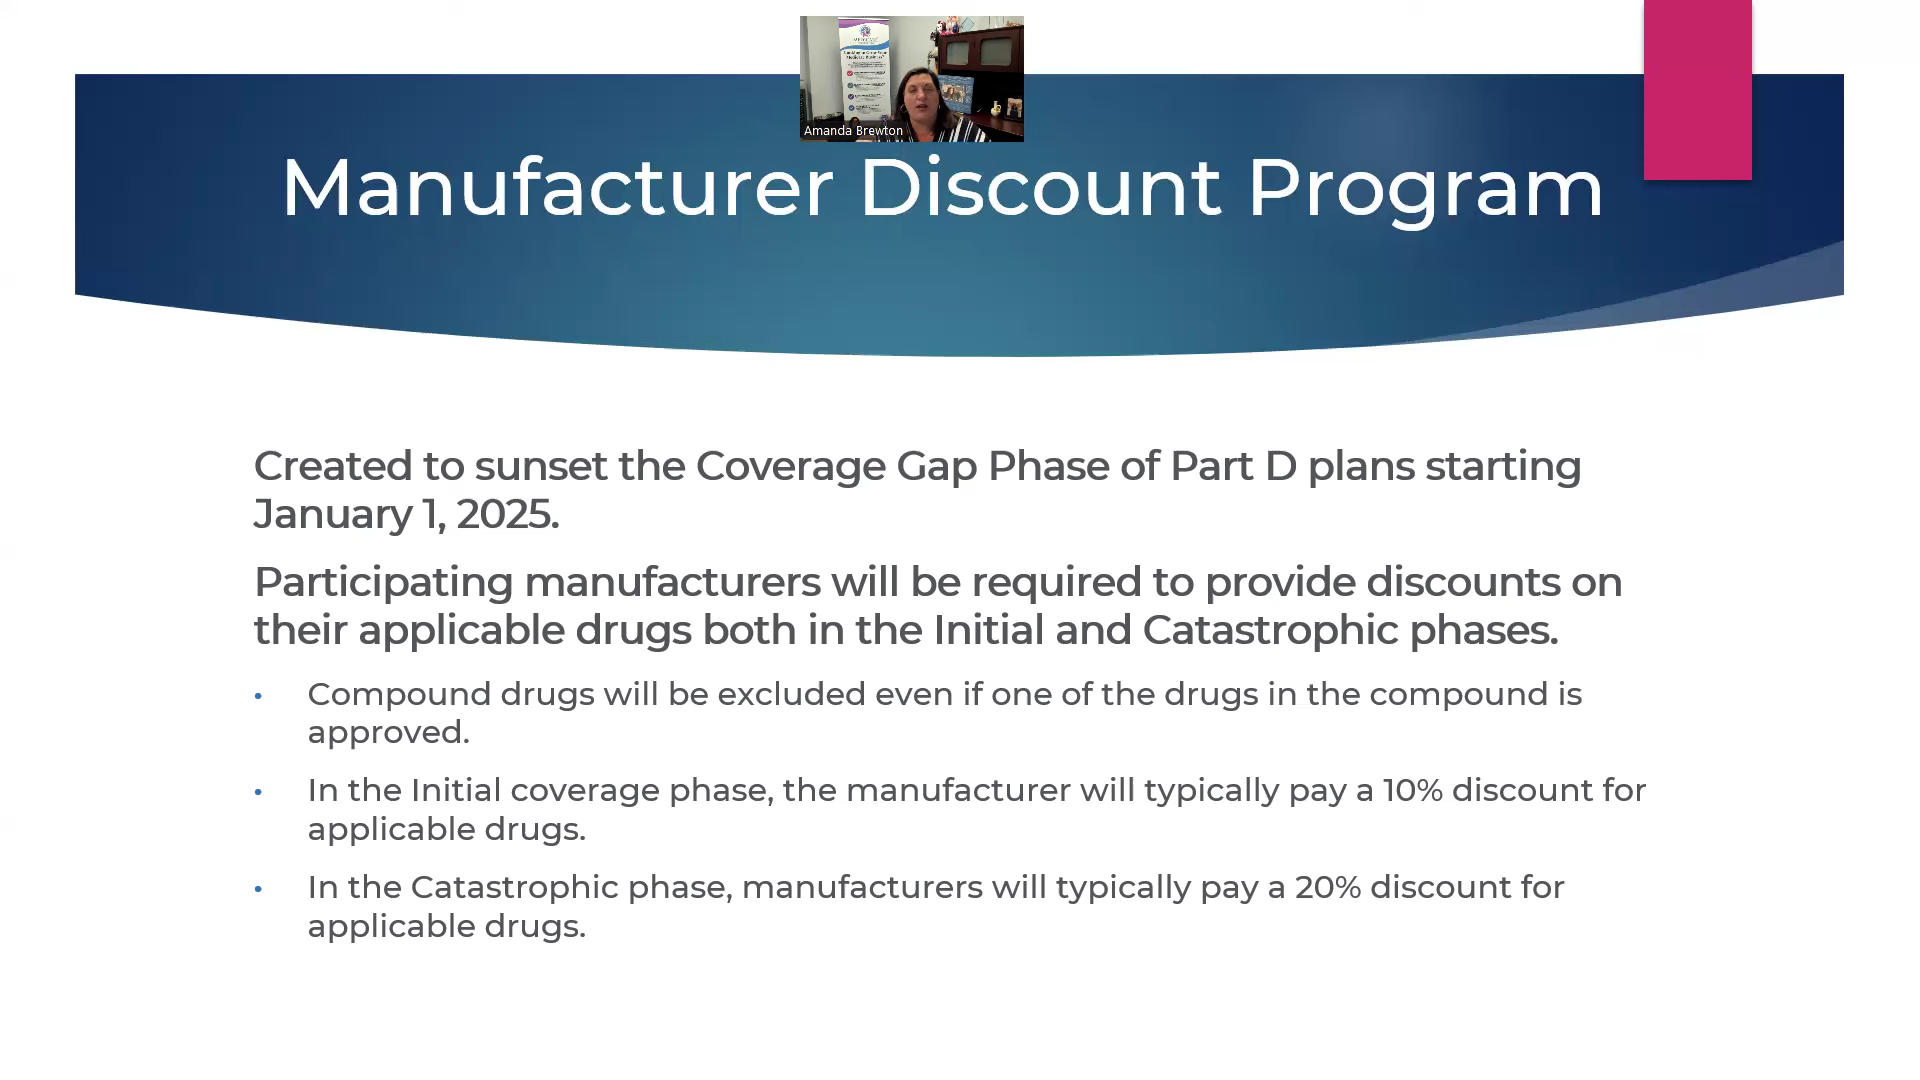 Amanda Brewton
Manufacturer Discount Program
Created to sunset the Coverage Gap Phase of Part D plans starting
January 1, 2025.
Participating manufacturers will be required to provide discounts on
their applicable drugs both in the Initial and Catastrophic phases.
• Compound drugs will be excluded even if one of the drugs in the compound is
approved.
• In the Initial coverage phase, the manufacturer will typically pay a 10% discount for
applicable drugs.
• In the Catastrophic phase, manufacturers will typically pay a 20% discount for
applicable drugs.